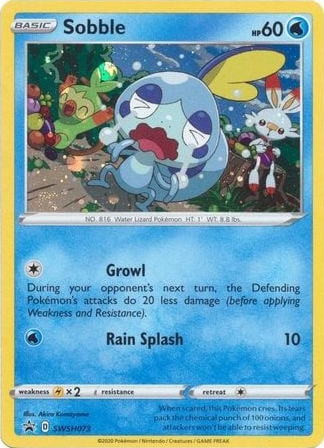 BASIC Sobble HP60
NO. 816 Water Lizard Pokémon HT: 1' WT: 8.8 lbs.
Growl
During your opponent's next turn, the Defending
Pokémon's attacks do 20 less damage (before applying
Weakness and Resistance).
Rain Splash 10
weakness ×2 resistance retreat
Illus. Akira Komayama
D SWSH073
When scared, this Pokémon cries. Its tears
pack the chemical punch of 100 onions, and
attackers won't be able to resist weeping.
©2020 Pokémon / Nintendo / Creatures / GAME FREAK